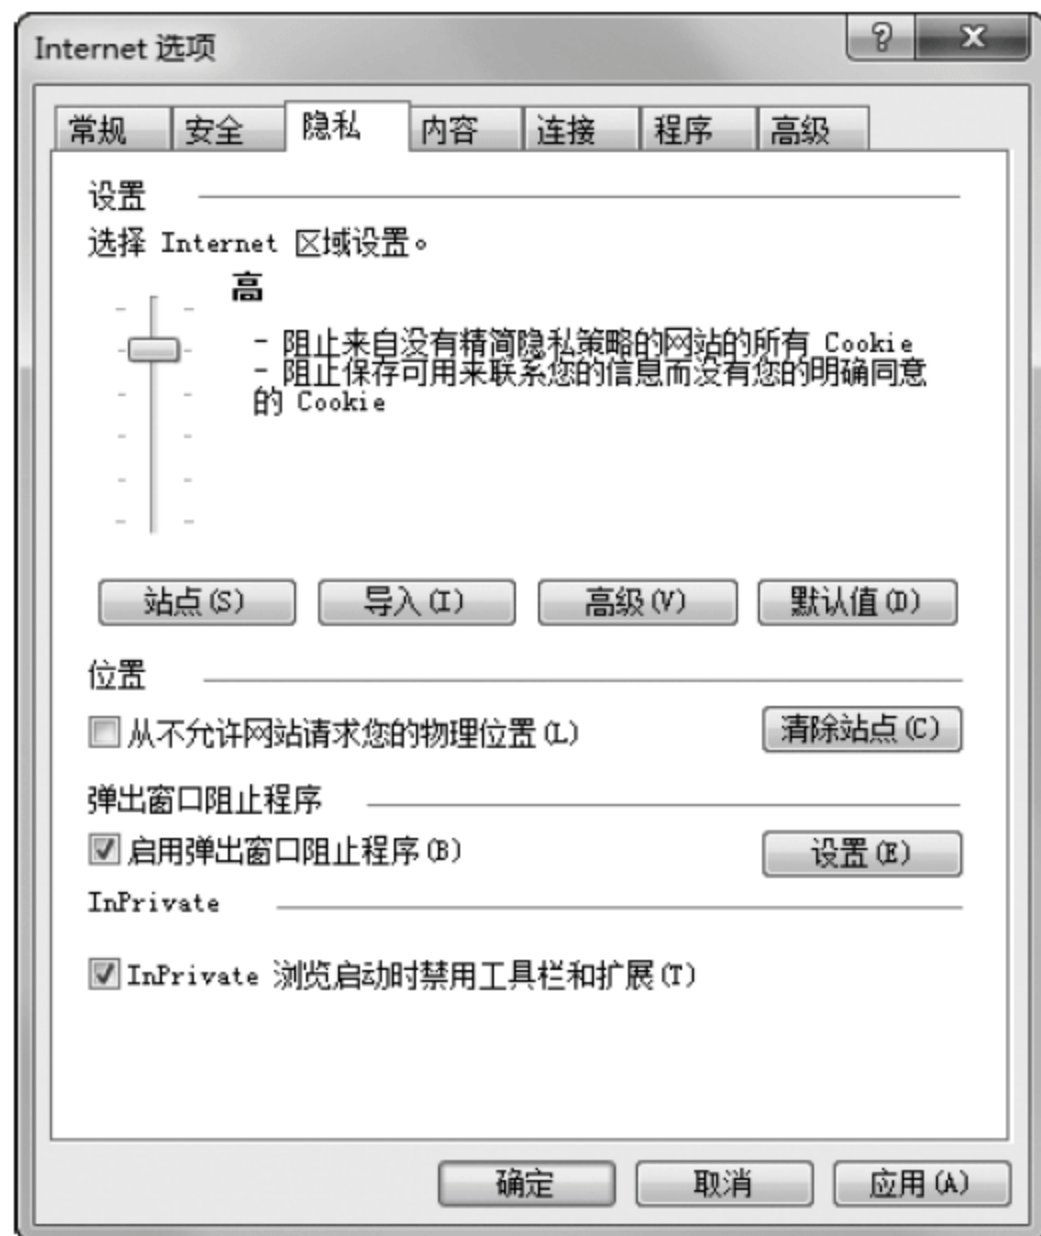 Internet 选项
常规 安全 隐私 内容 连接 程序 高级
设置
选择 Internet 区域设置。
高
- 阻止来自没有精简隐私策略的网站的所有 Cookie
- 阻止保存可用来联系您的信息而没有您的明确同意
的 Cookie
站点(S) 导入(I) 高级(V) 默认值(D)
位置
从不允许网站请求您的物理位置(L) 清除站点(C)
弹出窗口阻止程序
启用弹出窗口阻止程序(B) 设置(E)
InPrivate
InPrivate 浏览启动时禁用工具栏和扩展(T)
确定 取消 应用(A)